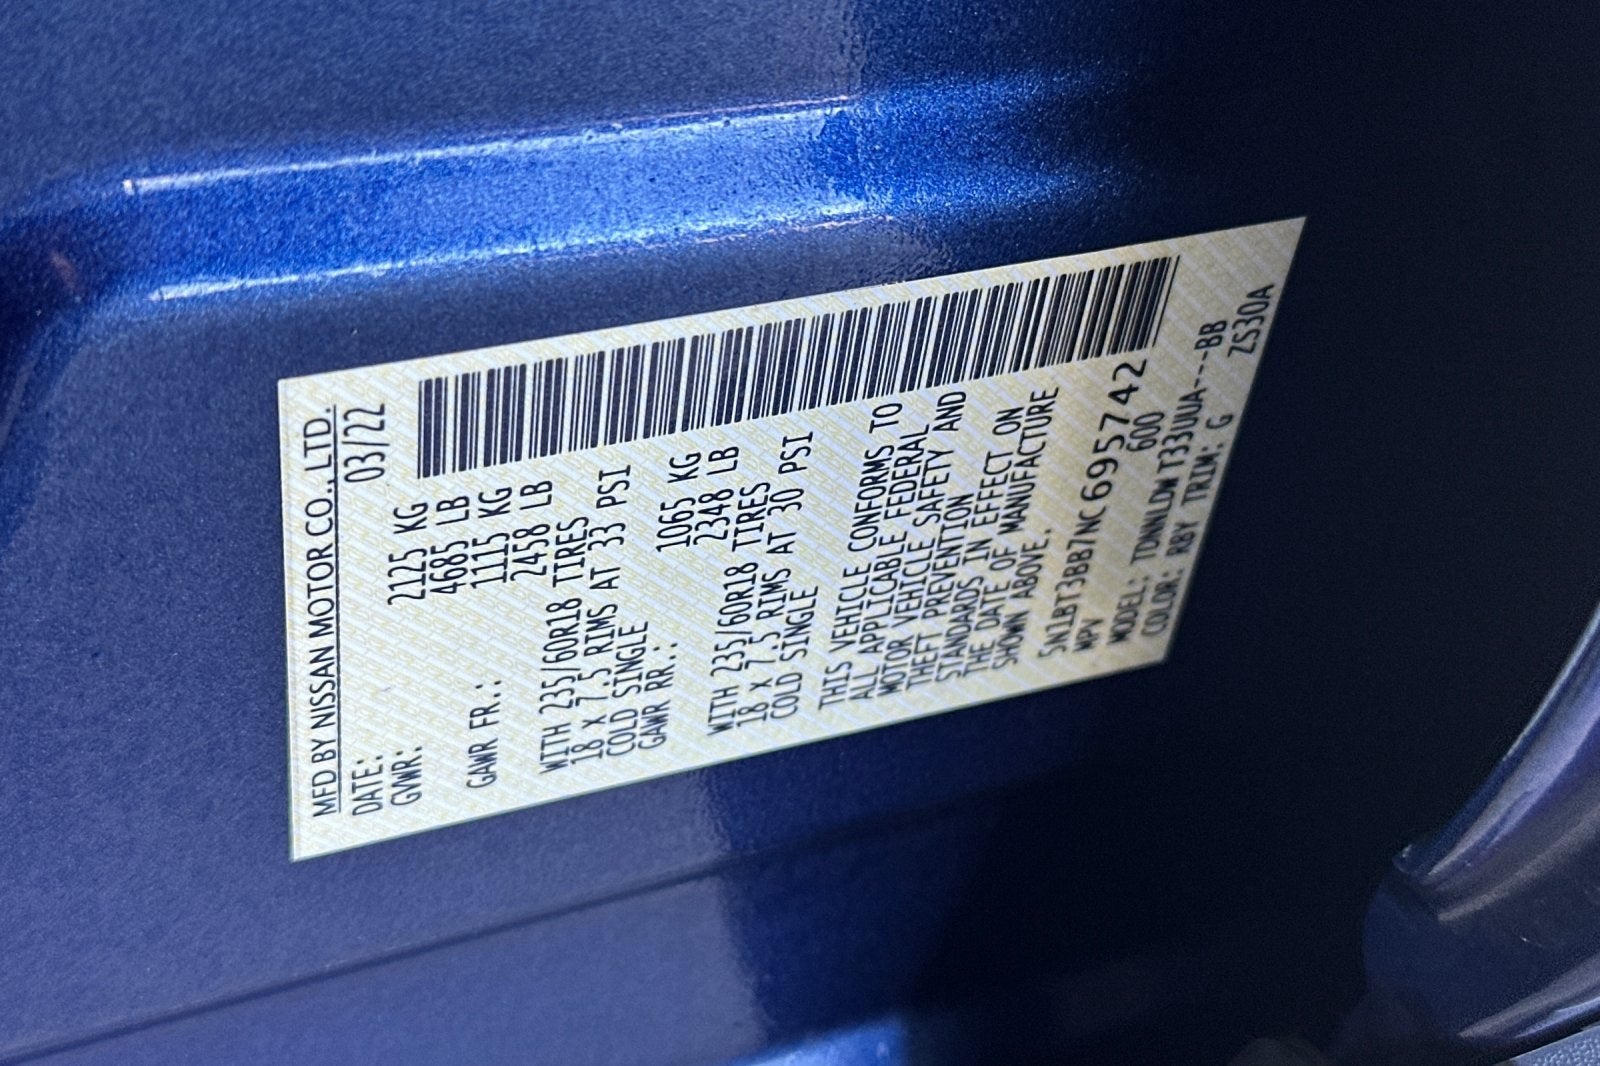 MFD BY NISSAN MOTOR CO., LTD.
DATE: 03/22
GVWR: 2125 KG
4685 LB
GAWR FR.: 1115 KG
2458 LB
WITH 235/60R18 TIRES
18 x 7.5 RIMS AT 33 PSI
COLD SINGLE
GAWR RR.: 1065 KG
2348 LB
WITH 235/60R18 TIRES
18 x 7.5 RIMS AT 30 PSI
COLD SINGLE
THIS VEHICLE CONFORMS TO
ALL APPLICABLE FEDERAL
MOTOR VEHICLE SAFETY AND
THEFT PREVENTION
STANDARDS IN EFFECT ON
THE DATE OF MANUFACTURE
SHOWN ABOVE.
5N1BT3BB7NC695742
MPV 600
MODEL: TONNLDWT33UUA---BB
COLOR: RBY TRIM: G ZS30A